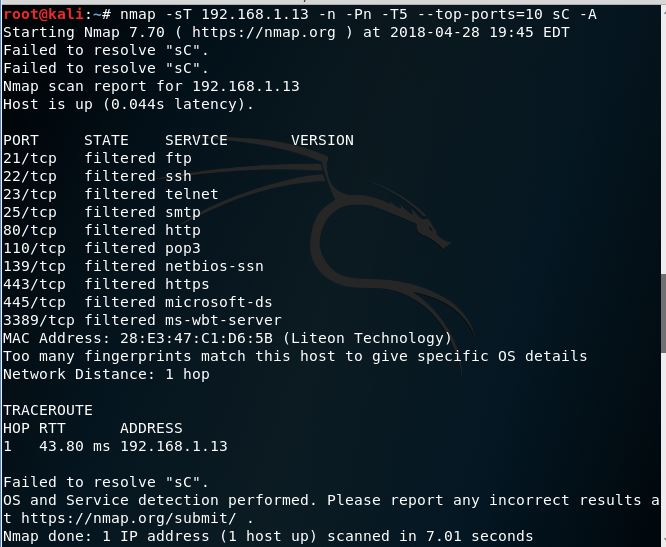 root@kali:~# nmap -sT 192.168.1.13 -n -Pn -T5 --top-ports=10 sC -A
Starting Nmap 7.70 ( https://nmap.org ) at 2018-04-28 19:45 EDT
Failed to resolve "sC".
Failed to resolve "sC".
Nmap scan report for 192.168.1.13
Host is up (0.044s latency).

PORT     STATE    SERVICE       VERSION
21/tcp   filtered ftp
22/tcp   filtered ssh
23/tcp   filtered telnet
25/tcp   filtered smtp
80/tcp   filtered http
110/tcp  filtered pop3
139/tcp  filtered netbios-ssn
443/tcp  filtered https
445/tcp  filtered microsoft-ds
3389/tcp filtered ms-wbt-server
MAC Address: 28:E3:47:C1:D6:5B (Liteon Technology)
Too many fingerprints match this host to give specific OS details
Network Distance: 1 hop

TRACEROUTE
HOP RTT      ADDRESS
1   43.80 ms 192.168.1.13

Failed to resolve "sC".
OS and Service detection performed. Please report any incorrect results a
t https://nmap.org/submit/ .
Nmap done: 1 IP address (1 host up) scanned in 7.01 seconds